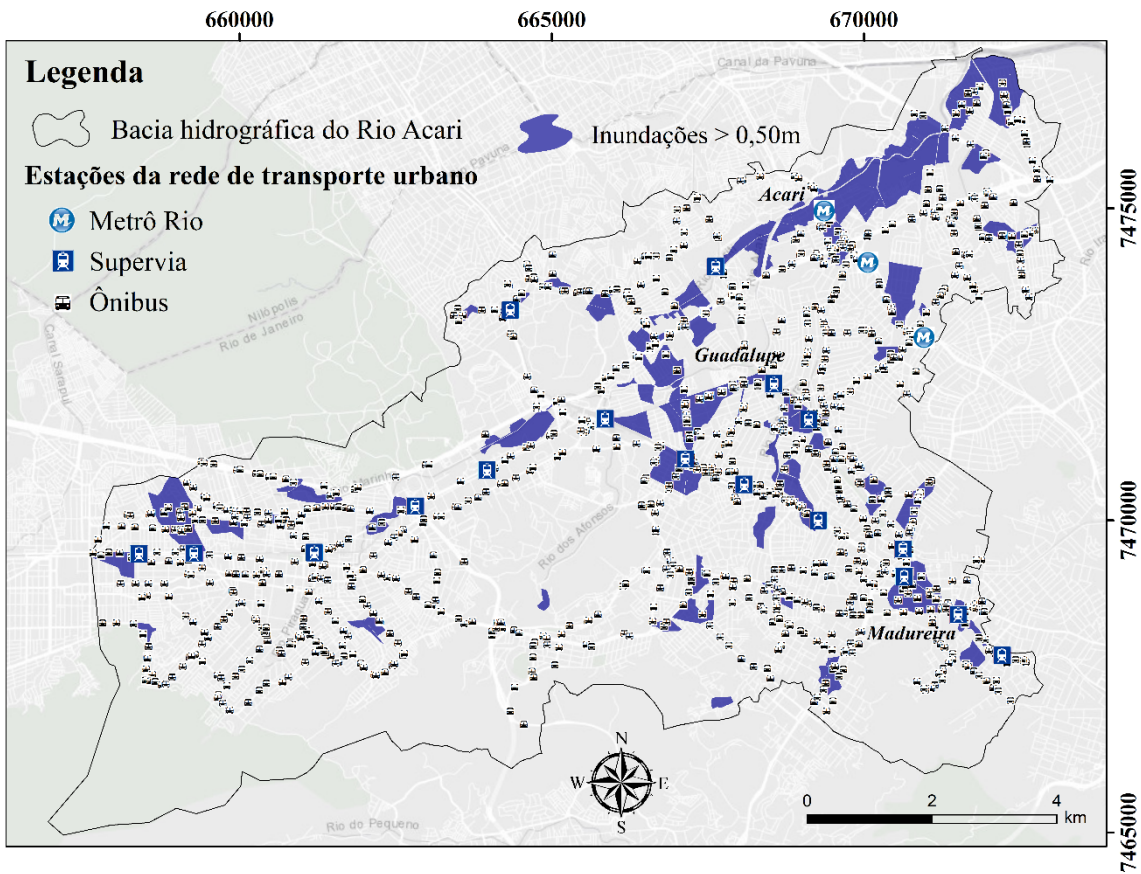 660000
665000
670000
Legenda
Bacia hidrográfica do Rio Acari
Inundações > 0,50m
Estações da rede de transporte urbano
Metrô Rio
Supervia
Ônibus
Canal da Pavuna
Pavuna
Acari
7475000
Nilópolis
Rio de Janeiro
Canal Sarapuí
Guadalupe
Marinho
Rio dos Afonsos
7470000
Madureira
N
W
E
S
0
2
4
km
Rio do Pequeno
7465000